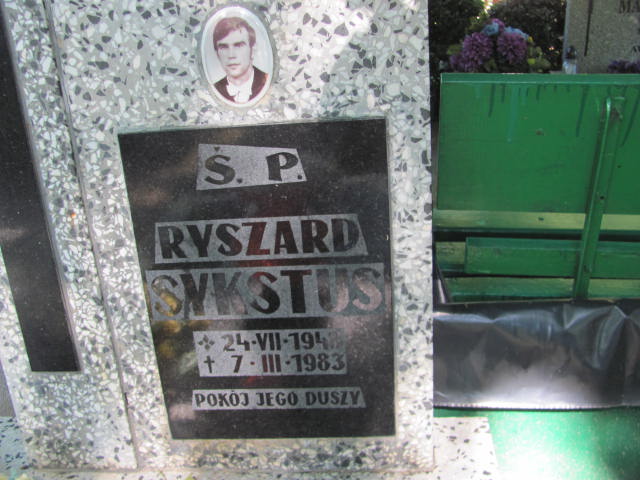 Ś. P.
RYSZARD
SYKSTUS
24-VII-194
† 7-III-1983
POKÓJ JEGO DUSZY